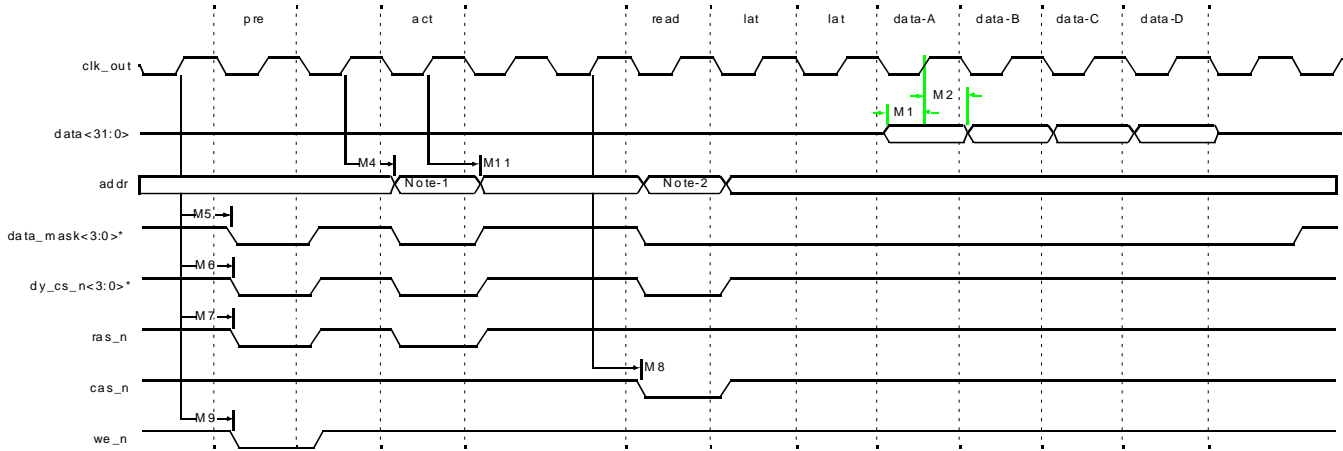 pre act read lat lat data-A data-B data-C data-D
clk_out
M2
M1
data<31:0>
M4 M11
addr Note-1 Note-2
M5
data_mask<3:0>*
M6
dy_cs_n<3:0>*
M7
ras_n
M8
cas_n
M9
we_n